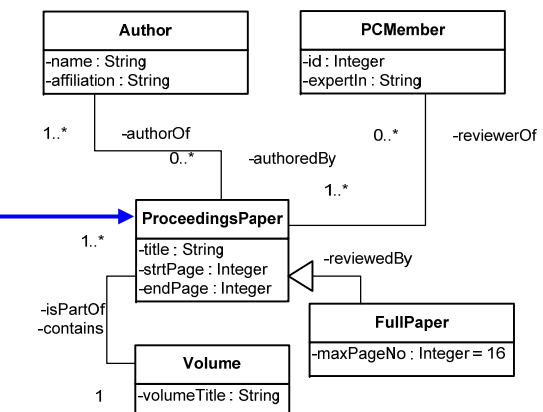 Author
-name : String
-affiliation : String
PCMember
-id : Integer
-expertIn : String
1..*
-authorOf
0..*
-reviewerOf
0..*
-authoredBy
1..*
ProceedingsPaper
-title : String
-strtPage : Integer
-endPage : Integer
1..*
-reviewedBy
-isPartOf
-contains
FullPaper
-maxPageNo : Integer = 16
Volume
-volumeTitle : String
1